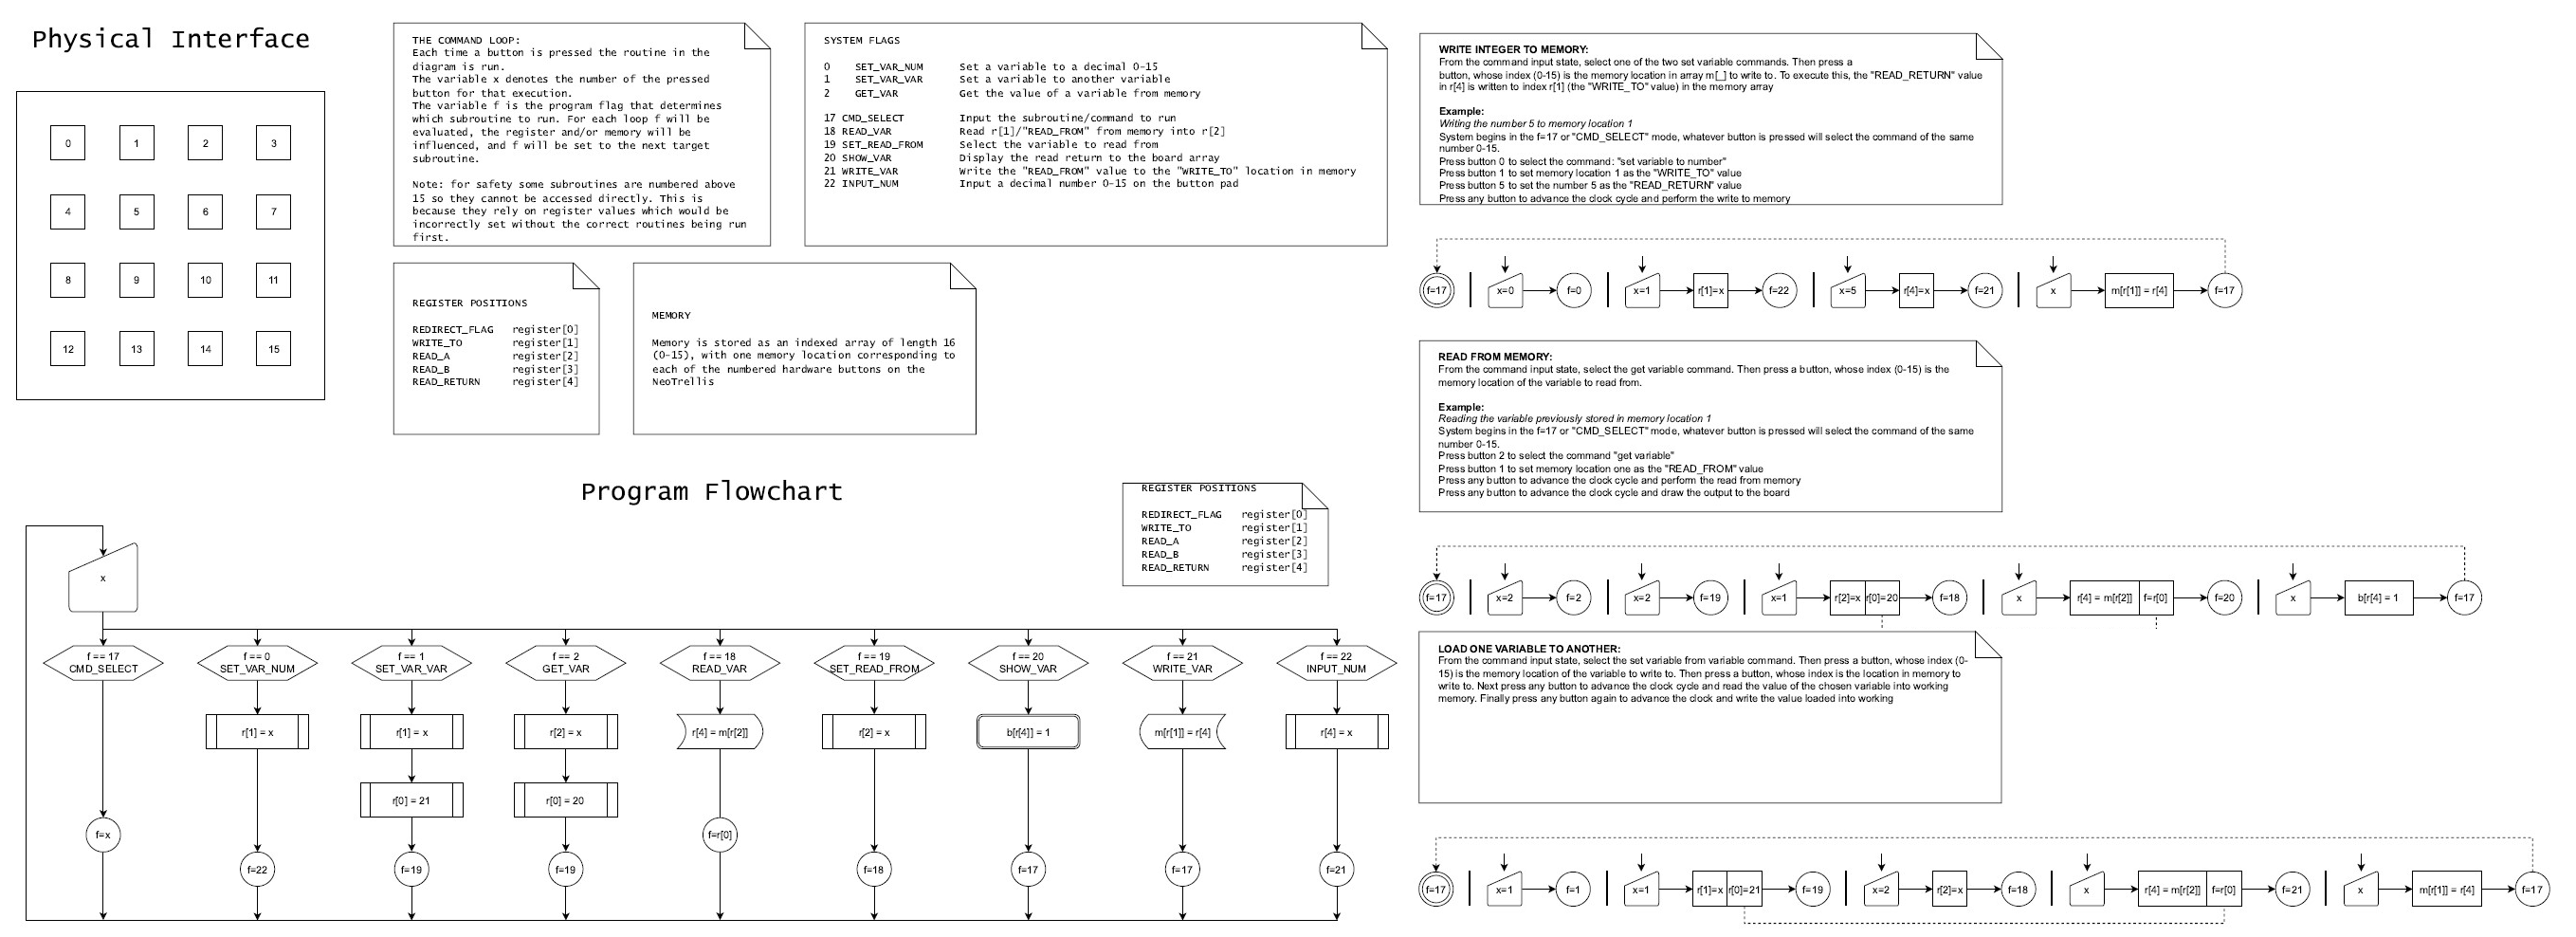 Physical Interface
0 1 2 3
4 5 6 7
8 9 10 11
12 13 14 15
THE COMMAND LOOP:
Each time a button is pressed the routine in the
diagram is run.
The variable x denotes the number of the pressed
button for that execution.
The variable f is the program flag that determines
which subroutine to run. For each loop f will be
evaluated, the register and/or memory will be
influenced, and f will be set to the next target
subroutine.
Note: for safety some subroutines are numbered above
15 so they cannot be accessed directly. This is
because they rely on register values which would be
incorrectly set without the correct routines being run
first.
SYSTEM FLAGS
0 SET_VAR_NUM Set a variable to a decimal 0-15
1 SET_VAR_VAR Set a variable to another variable
2 GET_VAR Get the value of a variable from memory
17 CMD_SELECT Input the subroutine/command to run
18 READ_VAR Read r[1]/"READ_FROM" from memory into r[2]
19 SET_READ_FROM Select the variable to read from
20 SHOW_VAR Display the read return to the board array
21 WRITE_VAR Write the "READ_FROM" value to the "WRITE_TO" location in memory
22 INPUT_NUM Input a decimal number 0-15 on the button pad
REGISTER POSITIONS
REDIRECT_FLAG register[0]
WRITE_TO register[1]
READ_A register[2]
READ_B register[3]
READ_RETURN register[4]
MEMORY
Memory is stored as an indexed array of length 16
(0-15), with one memory location corresponding to
each of the numbered hardware buttons on the
NeoTrellis
Program Flowchart
REGISTER POSITIONS
REDIRECT_FLAG register[0]
WRITE_TO register[1]
READ_A register[2]
READ_B register[3]
READ_RETURN register[4]
x
f == 17 f == 0 f == 1 f == 2 f == 18 f == 19 f == 20 f == 21 f == 22
CMD_SELECT SET_VAR_NUM SET_VAR_VAR GET_VAR READ_VAR SET_READ_FROM SHOW_VAR WRITE_VAR INPUT_NUM
r[1] = x r[1] = x r[2] = x r[4] = m[r[2]] r[2] = x b[r[4]] = 1 m[r[1]] = r[4] r[4] = x
r[0] = 21 r[0] = 20
f=x f=r[0]
f=22 f=19 f=19 f=18 f=17 f=17 f=21
WRITE INTEGER TO MEMORY:
From the command input state, select one of the two set variable commands. Then press a
button, whose index (0-15) is the memory location in array m[_] to write to. To execute this, the "READ_RETURN" value
in r[4] is written to index r[1] (the "WRITE_TO" value) in the memory array
Example:
Writing the number 5 to memory location 1
System begins in the f=17 or "CMD_SELECT" mode, whatever button is pressed will select the command of the same
number 0-15.
Press button 0 to select the command: "set variable to number"
Press button 1 to set memory location 1 as the "WRITE_TO" value
Press button 5 to set the number 5 as the "READ_RETURN" value
Press any button to advance the clock cycle and perform the write to memory
f=17 x=0 f=0 x=1 r[1]=x f=22 x=5 r[4]=x f=21 x m[r[1]] = r[4] f=17
READ FROM MEMORY:
From the command input state, select the get variable command. Then press a button, whose index (0-15) is the
memory location of the variable to read from.
Example:
Reading the variable previously stored in memory location 1
System begins in the f=17 or "CMD_SELECT" mode, whatever button is pressed will select the command of the same
number 0-15.
Press button 2 to select the command "get variable"
Press button 1 to set memory location one as the "READ_FROM" value
Press any button to advance the clock cycle and perform the read from memory
Press any button to advance the clock cycle and draw the output to the board
f=17 x=2 f=2 x=2 f=19 x=1 r[2]=x r[0]=20 f=18 x r[4] = m[r[2]] f=r[0] f=20 x b[r[4] = 1 f=17
LOAD ONE VARIABLE TO ANOTHER:
From the command input state, select the set variable from variable command. Then press a button, whose index (0-
15) is the memory location of the variable to write to. Then press a button, whose index is the location in memory to
write to. Next press any button to advance the clock cycle and read the value of the chosen variable into working
memory. Finally press any button again to advance the clock and write the value loaded into working
f=17 x=1 f=1 x=1 r[1]=x r[0]=21 f=19 x=2 r[2]=x f=18 x r[4] = m[r[2]] f=r[0] f=21 x m[r[1]] = r[4] f=17